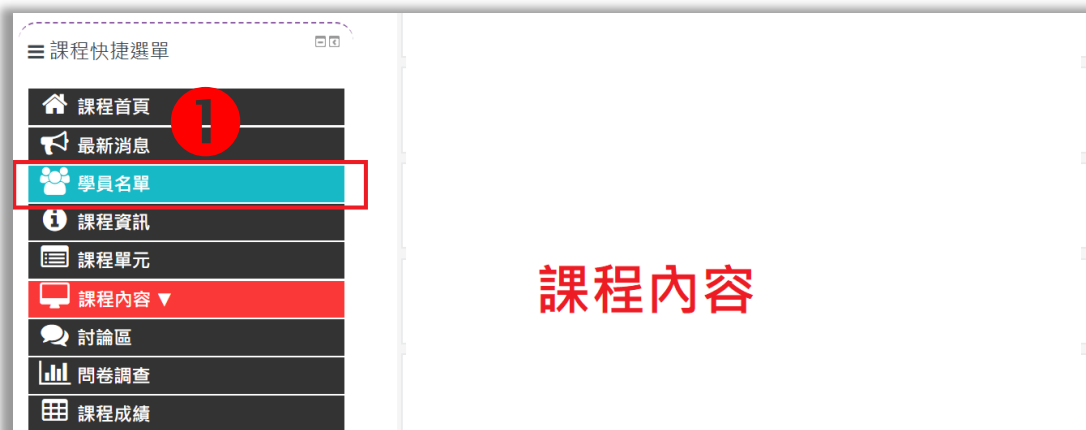 課程快捷選單
課程首頁
1
最新消息
學員名單
課程資訊
課程單元
課程內容 ▼
課程內容
討論區
問卷調查
課程成績